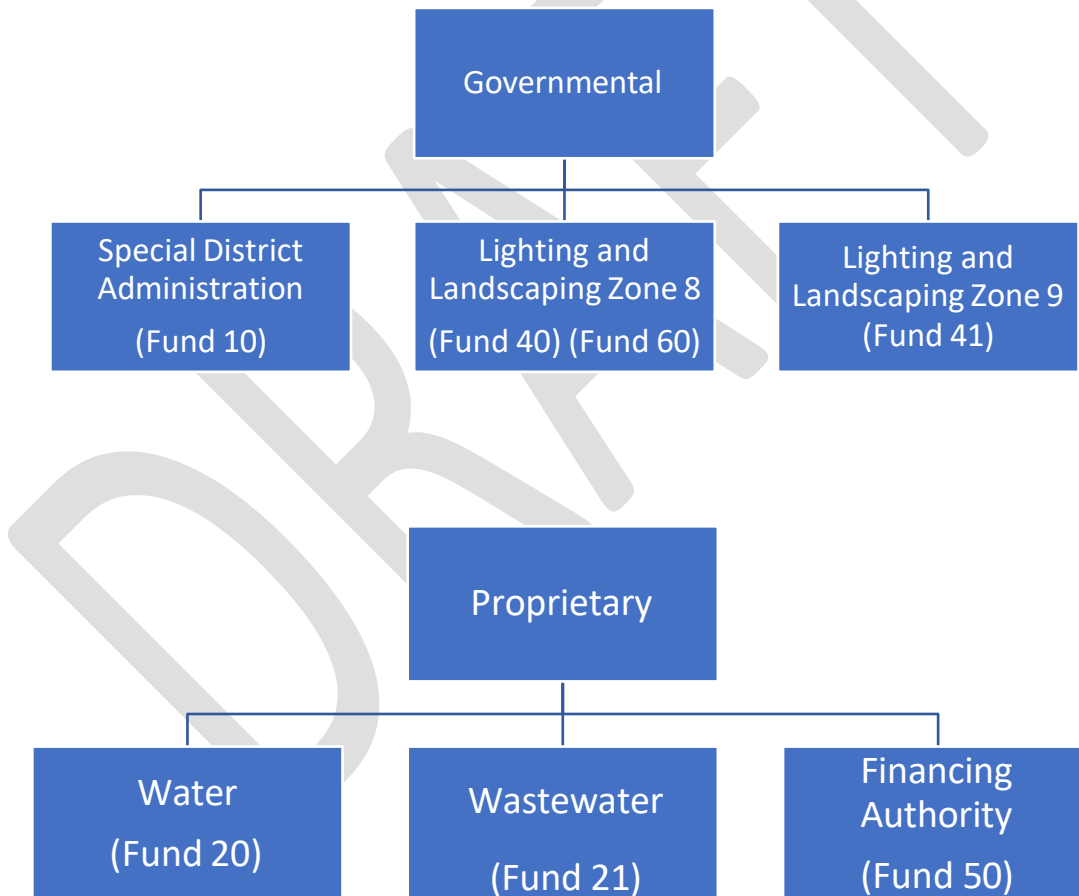 Governmental
Special District
Administration
(Fund 10)
Lighting and
Landscaping Zone 8
(Fund 40) (Fund 60)
Lighting and
Landscaping Zone 9
(Fund 41)
Proprietary
Water
(Fund 20)
Wastewater
(Fund 21)
Financing
Authority
(Fund 50)
DRAFT